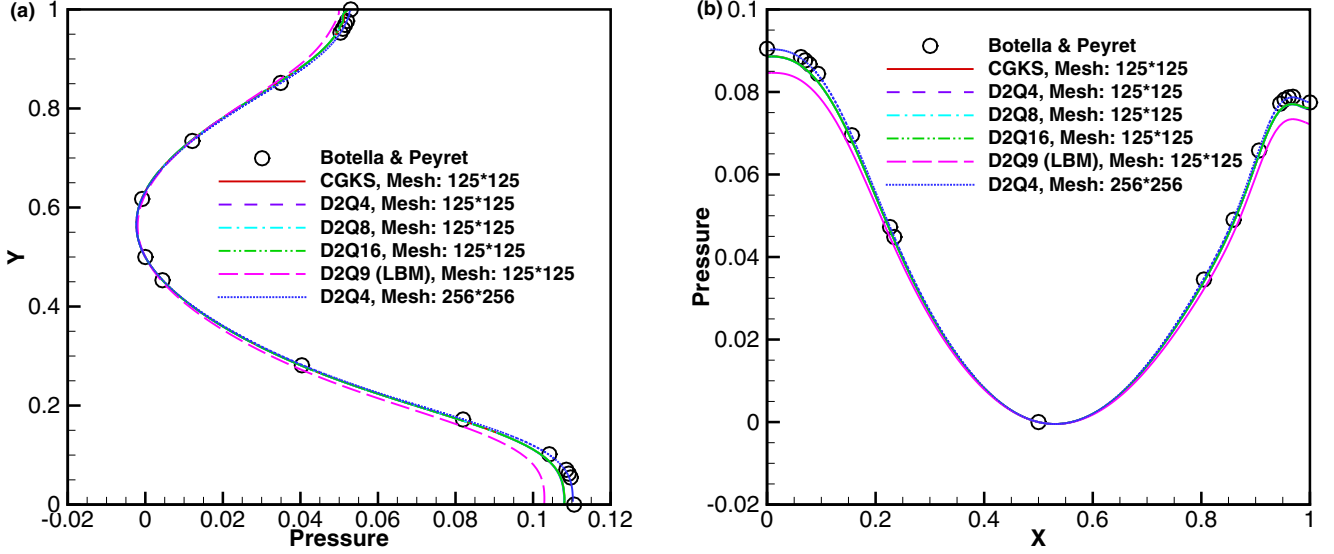 (a)
1
0.8
0.6
0.4
0.2
0
Y
-0.02
0
0.02
0.04
0.06
0.08
0.1
0.12
Pressure
Botella & Peyret
CGKS, Mesh: 125*125
D2Q4, Mesh: 125*125
D2Q8, Mesh: 125*125
D2Q16, Mesh: 125*125
D2Q9 (LBM), Mesh: 125*125
D2Q4, Mesh: 256*256
(b)
0.1
0.08
0.06
0.04
0.02
0
-0.02
Pressure
0
0.2
0.4
0.6
0.8
1
X
Botella & Peyret
CGKS, Mesh: 125*125
D2Q4, Mesh: 125*125
D2Q8, Mesh: 125*125
D2Q16, Mesh: 125*125
D2Q9 (LBM), Mesh: 125*125
D2Q4, Mesh: 256*256